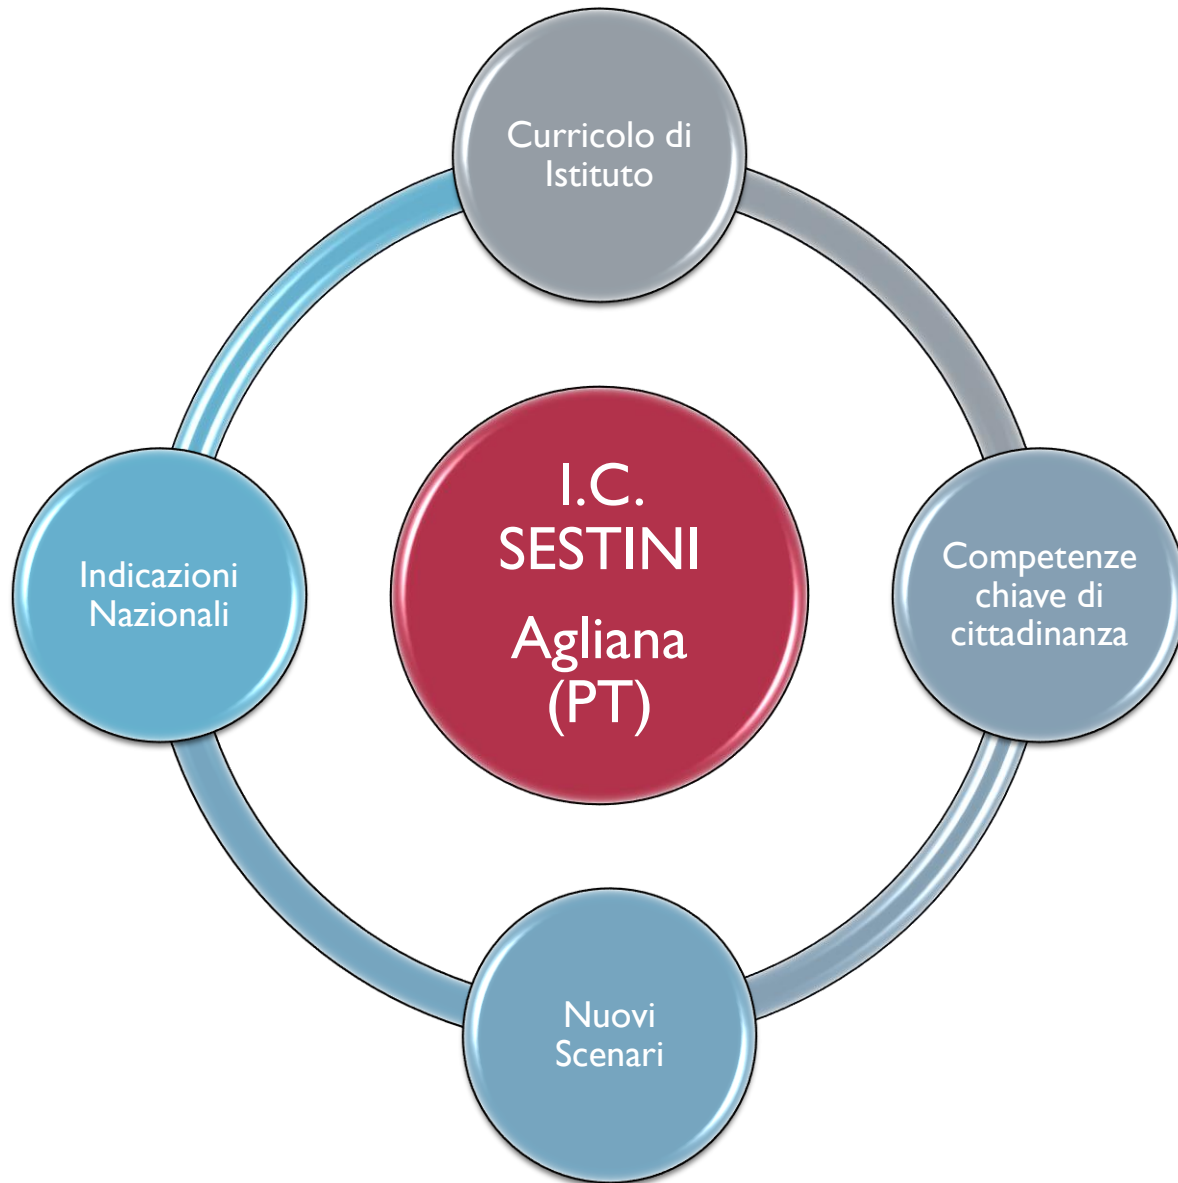 Curricolo di
Istituto
I.C.
SESTINI
Agliana
(PT)
Indicazioni
Nazionali
Competenze
chiave di
cittadinanza
Nuovi
Scenari